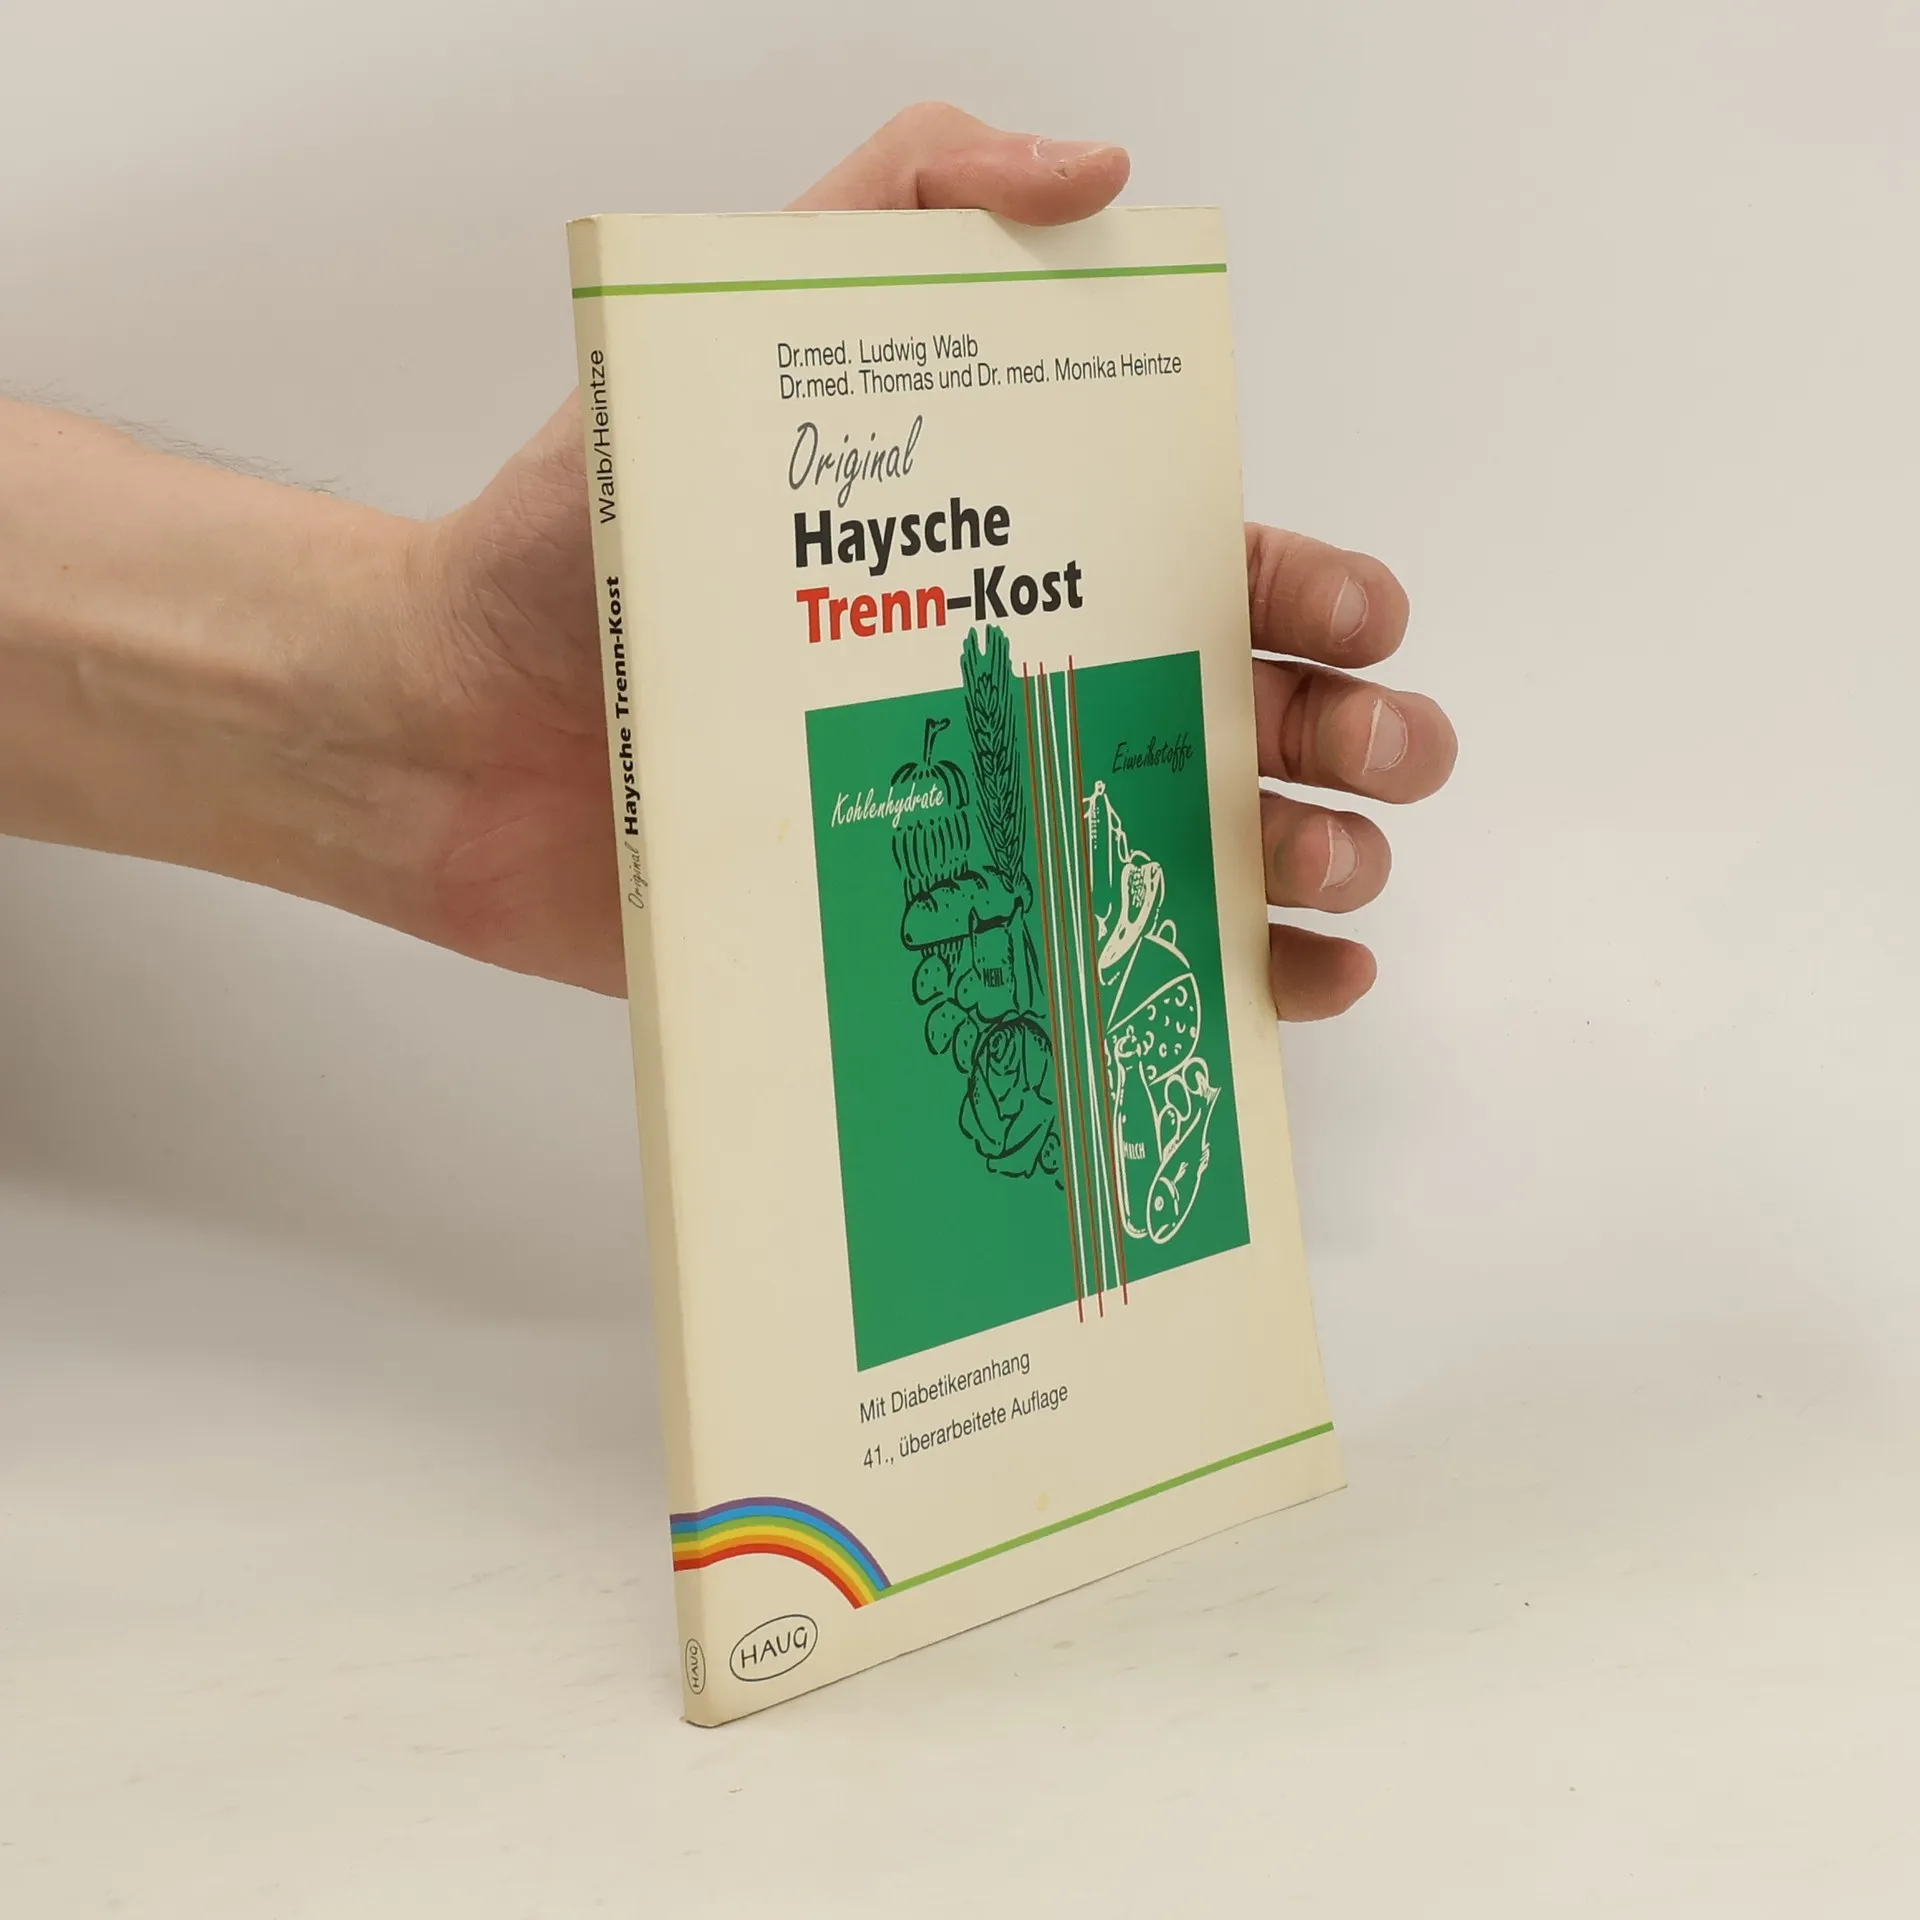 Dr.med. Ludwig Walb
Dr.med. Thomas und Dr. med. Monika Heintze
Original
Haysche
Trenn-Kost
Kohlenhydrate
Eiweißstoffe
MEHL
MILCH
Mit Diabetikeranhang
41., überarbeitete Auflage
HAUG
Walb/Heintze
Original Haysche Trenn-Kost
HAUG